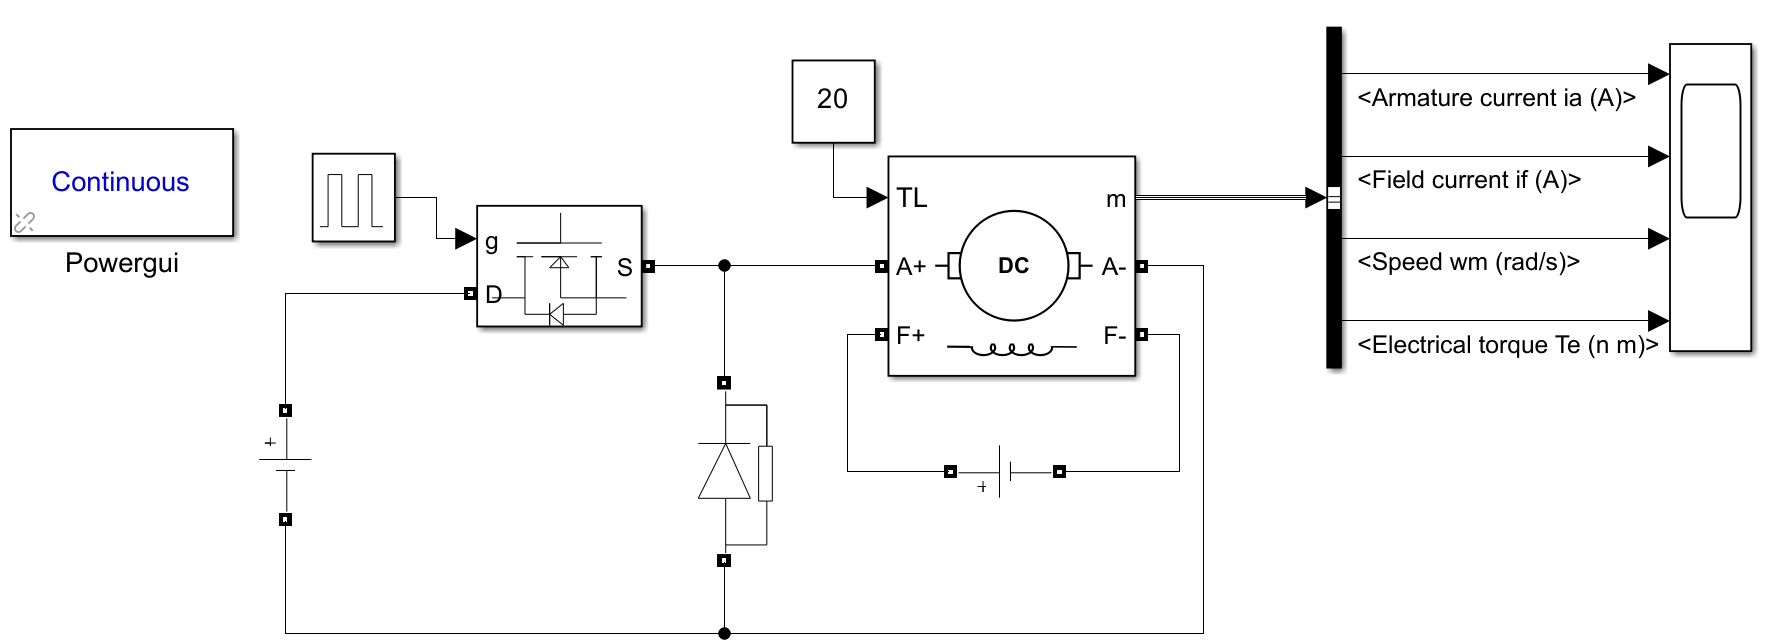 Continuous
Powergui
g
D
S
20
TL
m
A+
DC
A-
F+
F-
+
+
<Armature current ia (A)>
<Field current if (A)>
<Speed wm (rad/s)>
<Electrical torque Te (n m)>